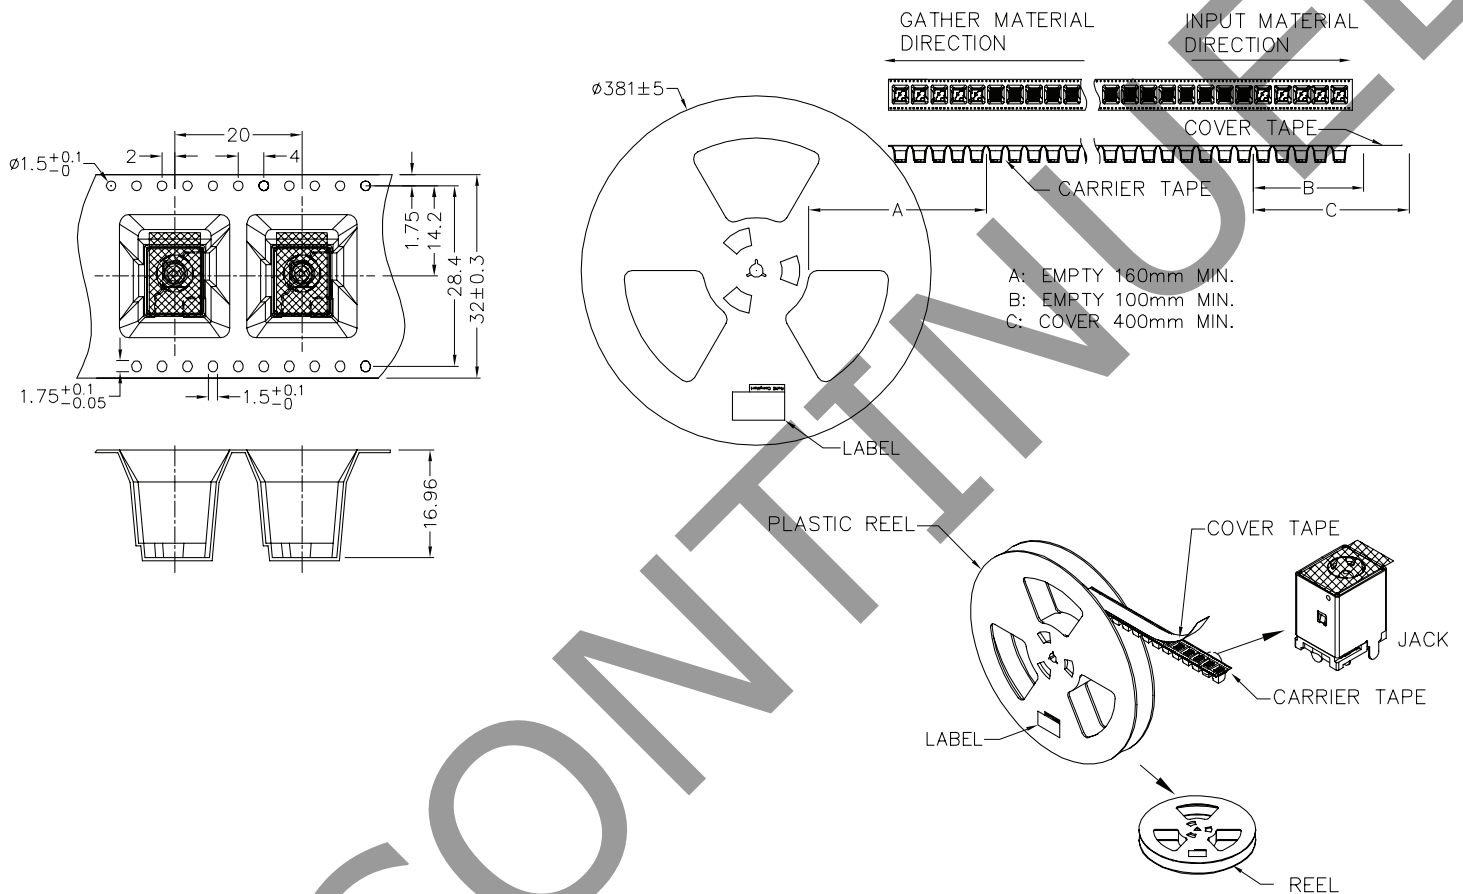 GATHER MATERIAL
DIRECTION
INPUT MATERIAL
DIRECTION
ø381±5
COVER TAPE
CARRIER TAPE
A
B
C
A: EMPTY 160mm MIN.
B: EMPTY 100mm MIN.
C: COVER 400mm MIN.
20
2
4
ø1.5+0.1
-0
1.75
14.2
28.4
32±0.3
1.75+0.1
-0.05
1.5+0.1
-0
RoHS Compliant
LABEL
16.96
PLASTIC REEL
COVER TAPE
JACK
CARRIER TAPE
LABEL
REEL
CONTINUE